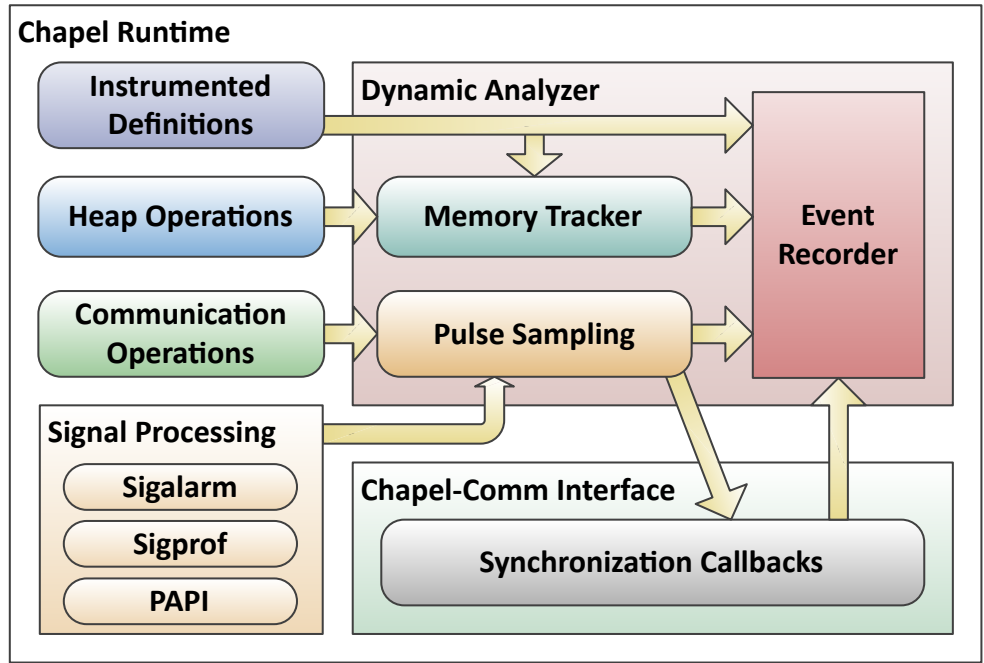 Chapel Runtime
Instrumented
Definitions
Dynamic Analyzer
Heap Operations
Memory Tracker
Event
Recorder
Communication
Operations
Pulse Sampling
Signal Processing
Sigalarm
Sigprof
PAPI
Chapel-Comm Interface
Synchronization Callbacks